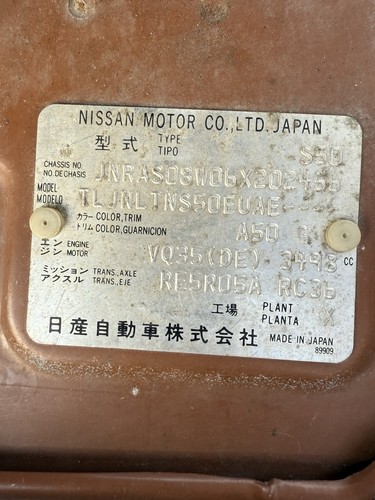 NISSAN MOTOR CO.,LTD. JAPAN
型式 TYPE TIPO S50
CHASSIS NO. NO. DE CHASIS JNRAS08W06X202466
MODEL MODELO TLJNLTNS50EUAE----
カラー COLOR, TRIM
トリム COLOR, GUARNICION A50 G
エンジン ENGINE MOTOR VQ35(DE) 3498 CC
ミッション TRANS., AXLE
アクスル TRANS., EJE RE5R05A RC36
工場 PLANT PLANTA X
日産自動車株式会社 MADE IN JAPAN
89909